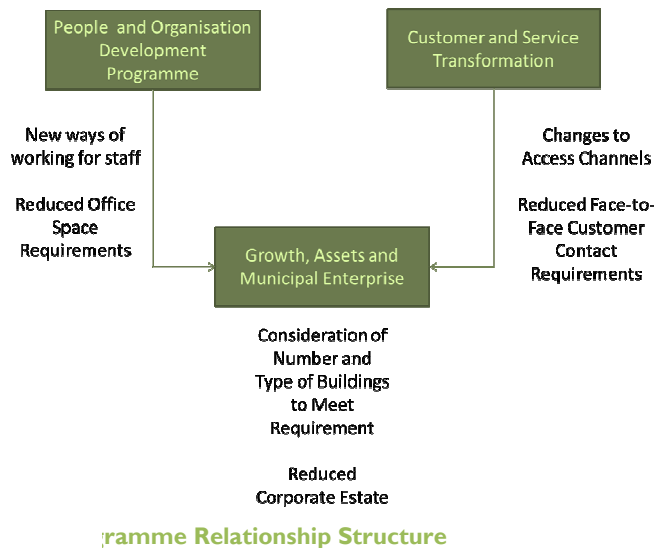 People and Organisation
Development
Programme
Customer and Service
Transformation
New ways of
working for staff
Reduced Office
Space
Requirements
Changes to
Access Channels
Reduced Face-to-
Face Customer
Contact
Requirements
Growth, Assets and
Municipal Enterprise
Consideration of
Number and
Type of Buildings
to Meet
Requirement
Reduced
Corporate Estate
Relationship Structure